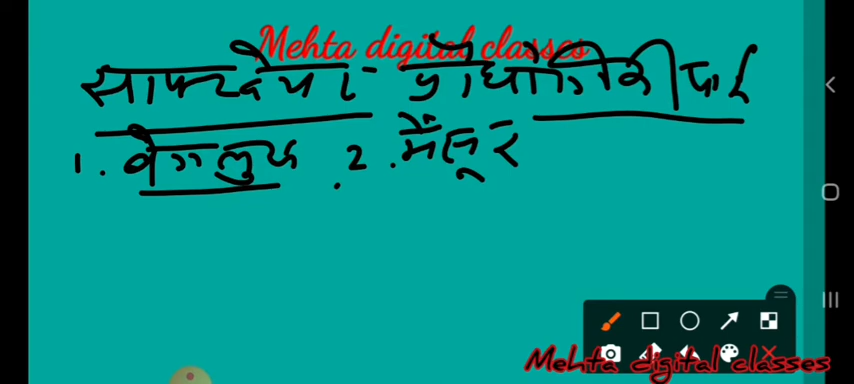 Mehta digital classes
साफ्टवेयर प्रौद्योगिकी पार्क
1. बेंगलुरु 2. मैसूर
Mehta digital classes